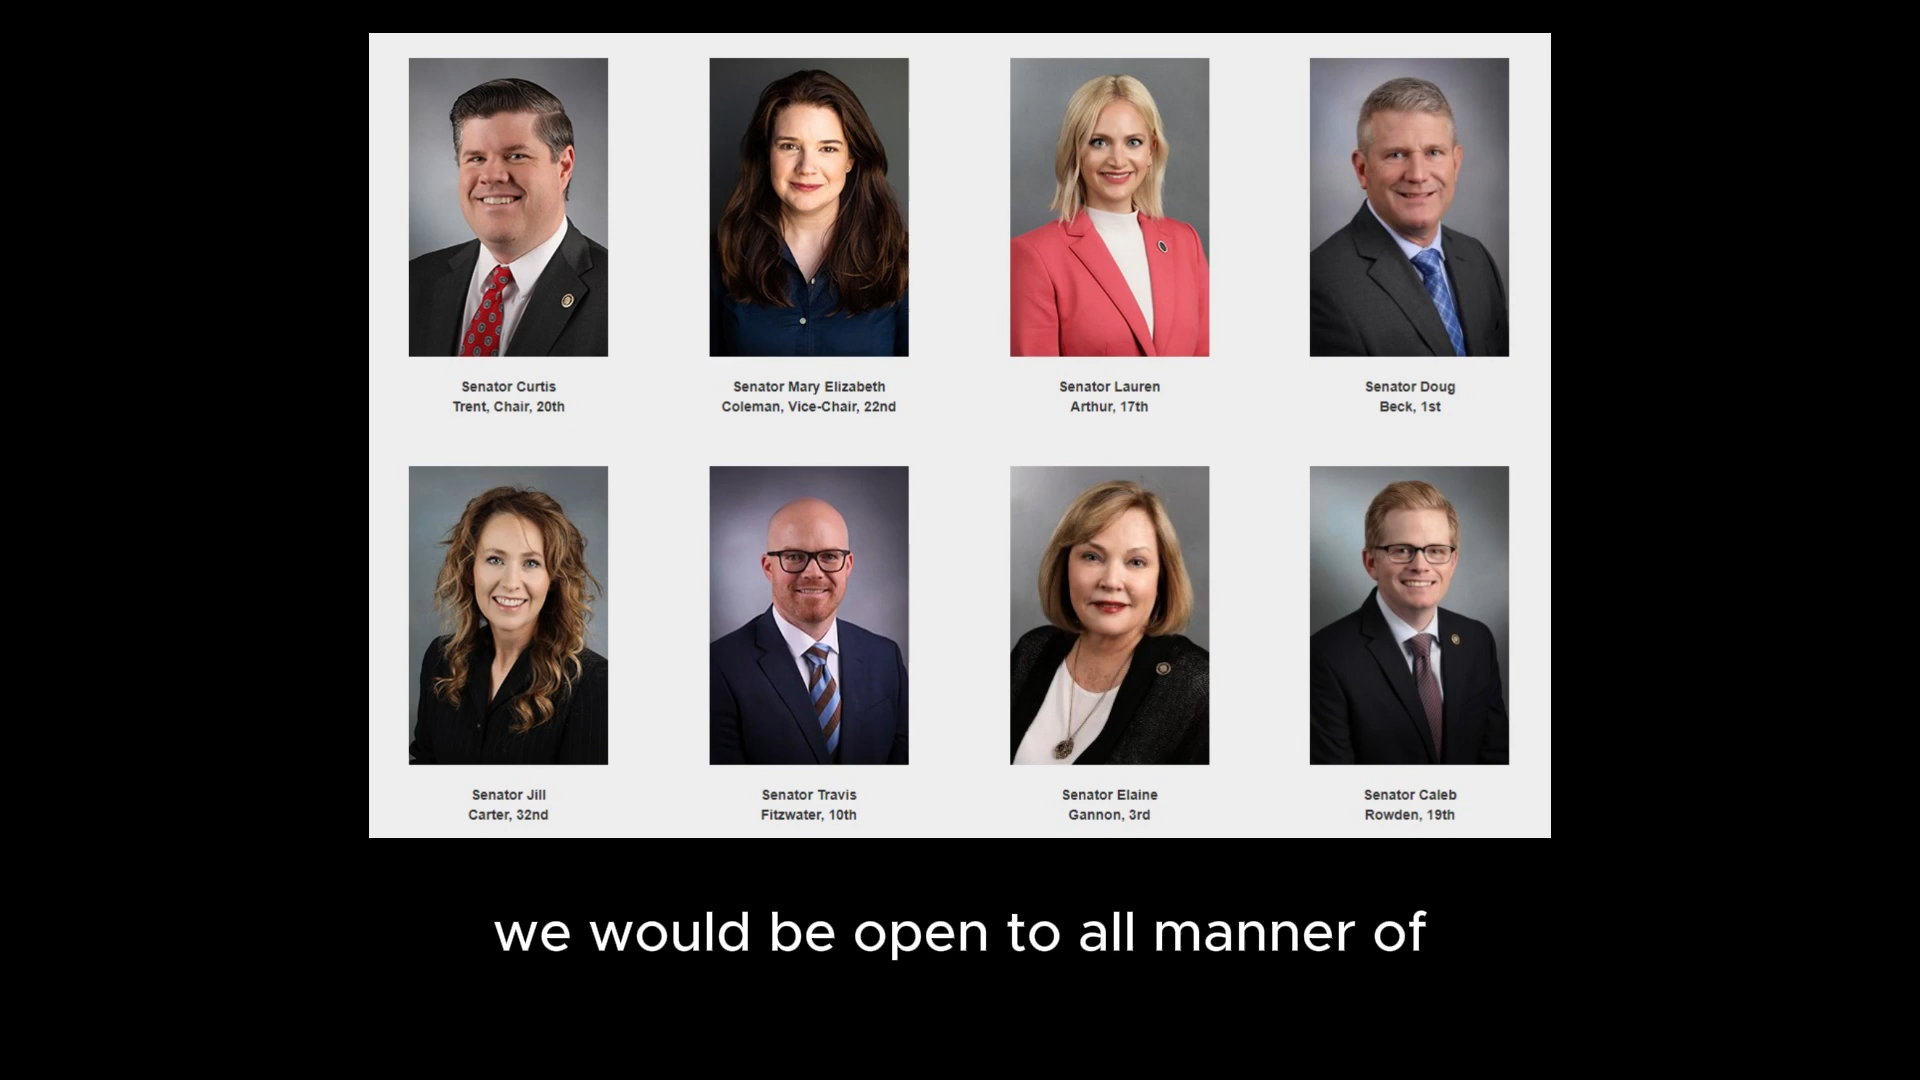 Senator Curtis
Trent, Chair, 20th
Senator Mary Elizabeth
Coleman, Vice-Chair, 22nd
Senator Lauren
Arthur, 17th
Senator Doug
Beck, 1st
Senator Jill
Carter, 32nd
Senator Travis
Fitzwater, 10th
Senator Elaine
Gannon, 3rd
Senator Caleb
Rowden, 19th
we would be open to all manner of